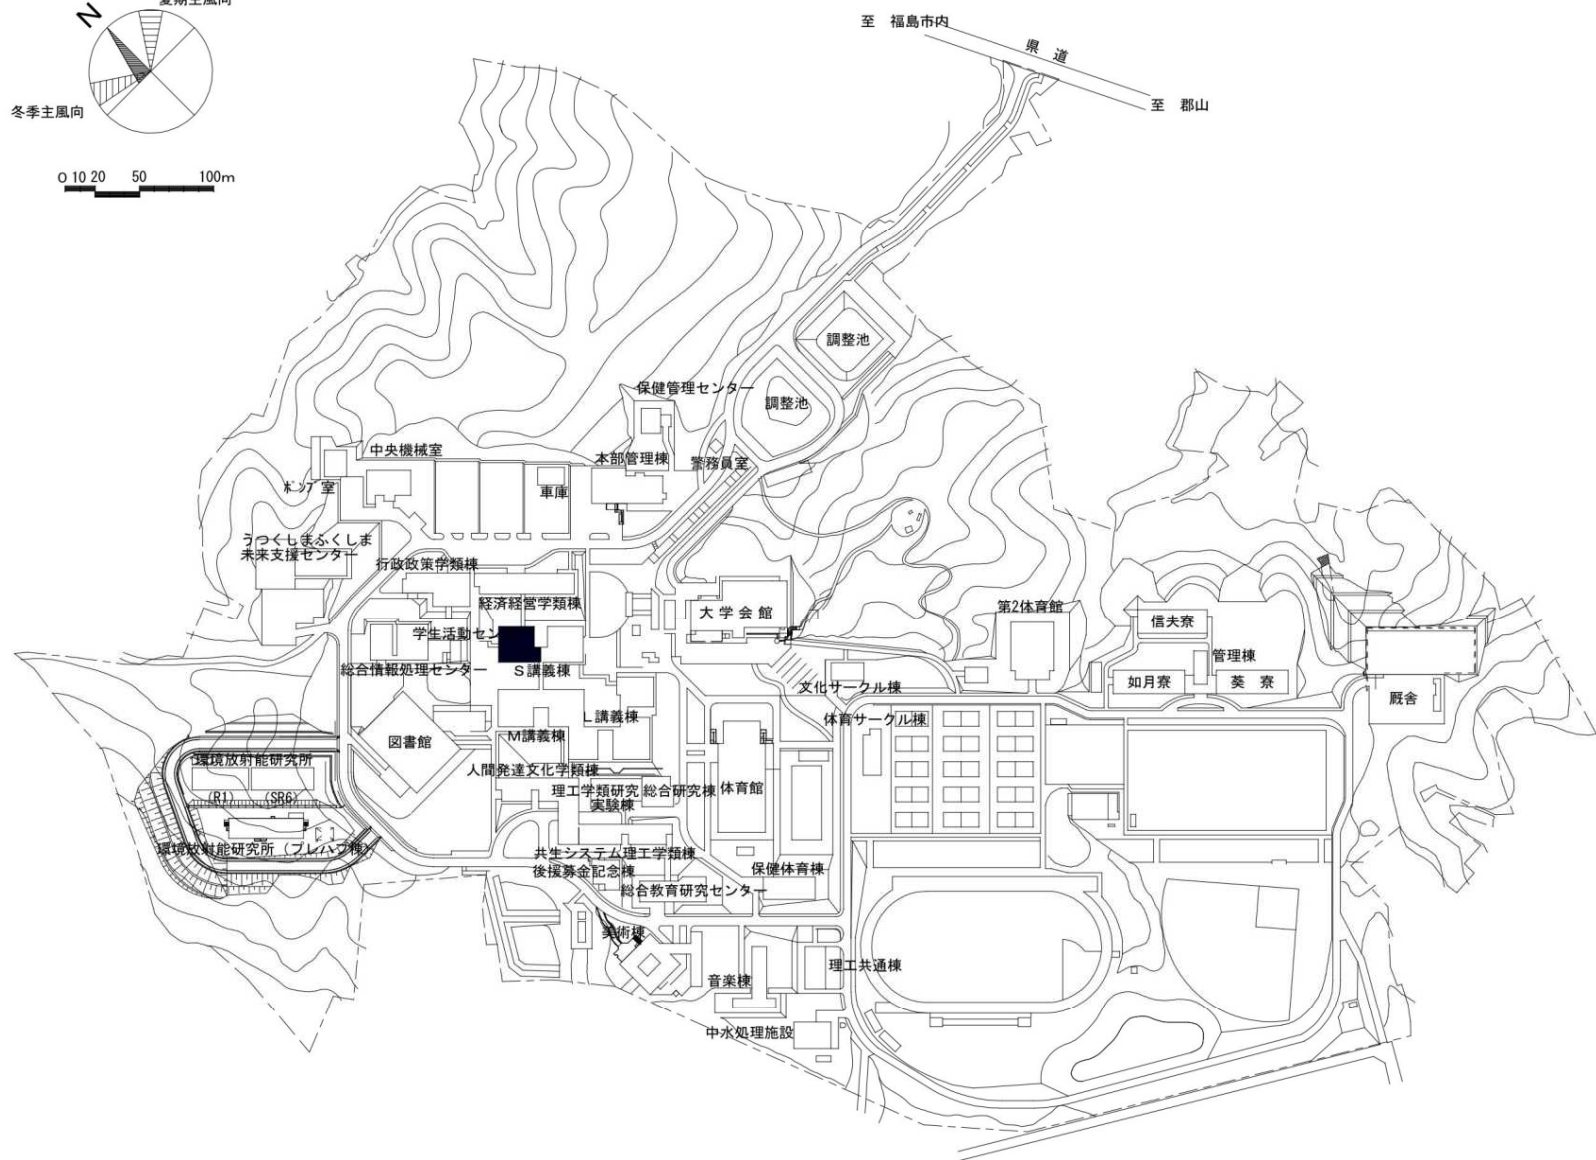 夏期主風向
N
冬季主風向
0 10 20 50 100m
至 福島市内
県 道
至 郡山
調整池
調整池
保健管理センター
中央機械室
本部管理棟
警務員室
ポンプ室
車庫
うつくしまふくしま
未来支援センター
行政政策学類棟
経済経営学類棟
大学会館
第2体育館
信夫寮
学生活動セン
管理棟
総合情報処理センター
S講義棟
文化サークル棟
如月寮
葵 寮
厩舎
L講義棟
体育サークル棟
図書館
M講義棟
環境放射能研究所
人間発達文化学類棟
理工学類研究
実験棟
総合研究棟
体育館
(R1)
(SR6)
環境放射能研究所(プレハブ棟)
共生システム理工学類棟
後援募金記念棟
保健体育棟
総合教育研究センター
美術棟
理工共通棟
音楽棟
中水処理施設